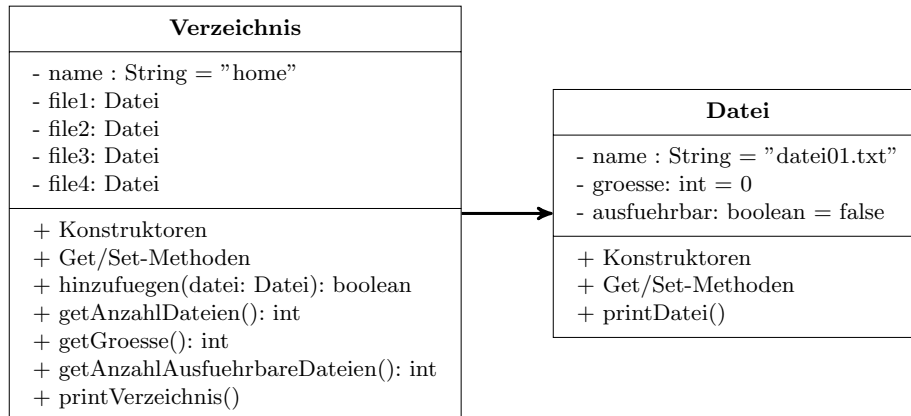 Verzeichnis
- name : String = ”home”
- file1: Datei
- file2: Datei
- file3: Datei
- file4: Datei
+ Konstruktoren
+ Get/Set-Methoden
+ hinzufuegen(datei: Datei): boolean
+ getAnzahlDateien(): int
+ getGroesse(): int
+ getAnzahlAusfuehrbareDateien(): int
+ printVerzeichnis()
Datei
- name : String = ”datei01.txt”
- groesse: int = 0
- ausfuehrbar: boolean = false
+ Konstruktoren
+ Get/Set-Methoden
+ printDatei()